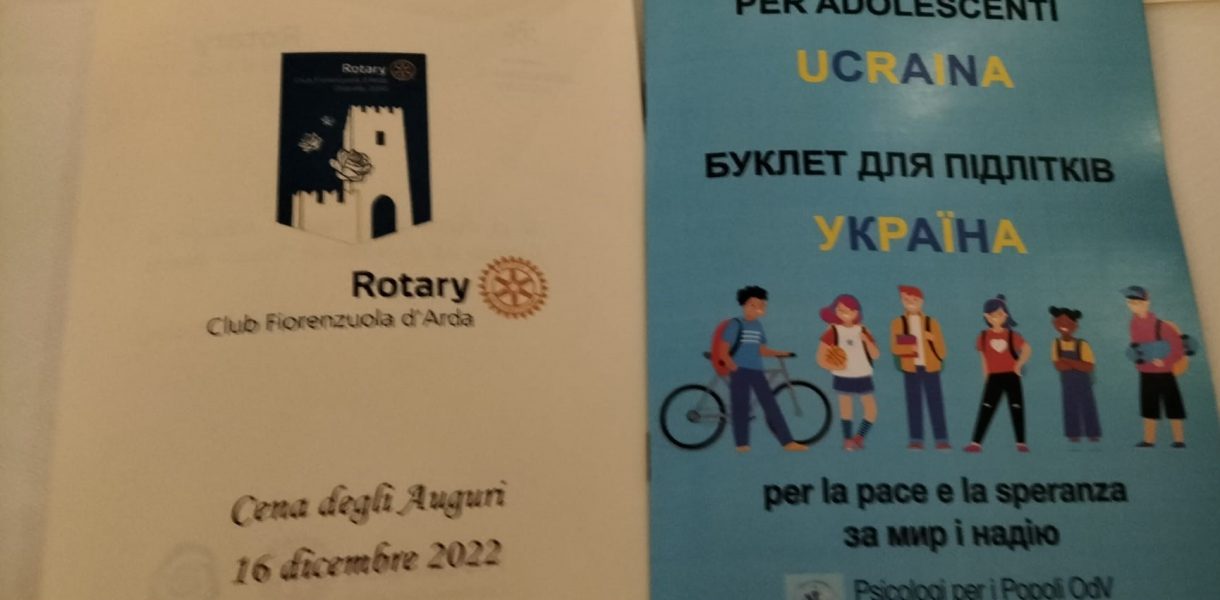 Rotary
Rotary
Club Fiorenzuola d'Arda
Cena degli Auguri
16 dicembre 2022
PER ADOLESCENTI
UCRAINA
БУКЛЕТ ДЛЯ ПІДЛІТКІВ
УКРАЇНА
per la pace e la speranza
за мир і надію
Psicologi per i Popoli OdV